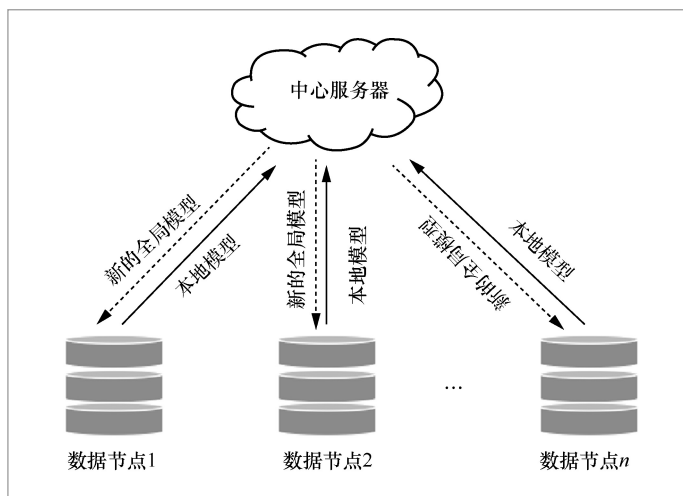 中心服务器
新的全局模型
本地模型
新的全局模型
本地模型
新的全局模型
本地模型
...
数据节点1
数据节点2
数据节点n